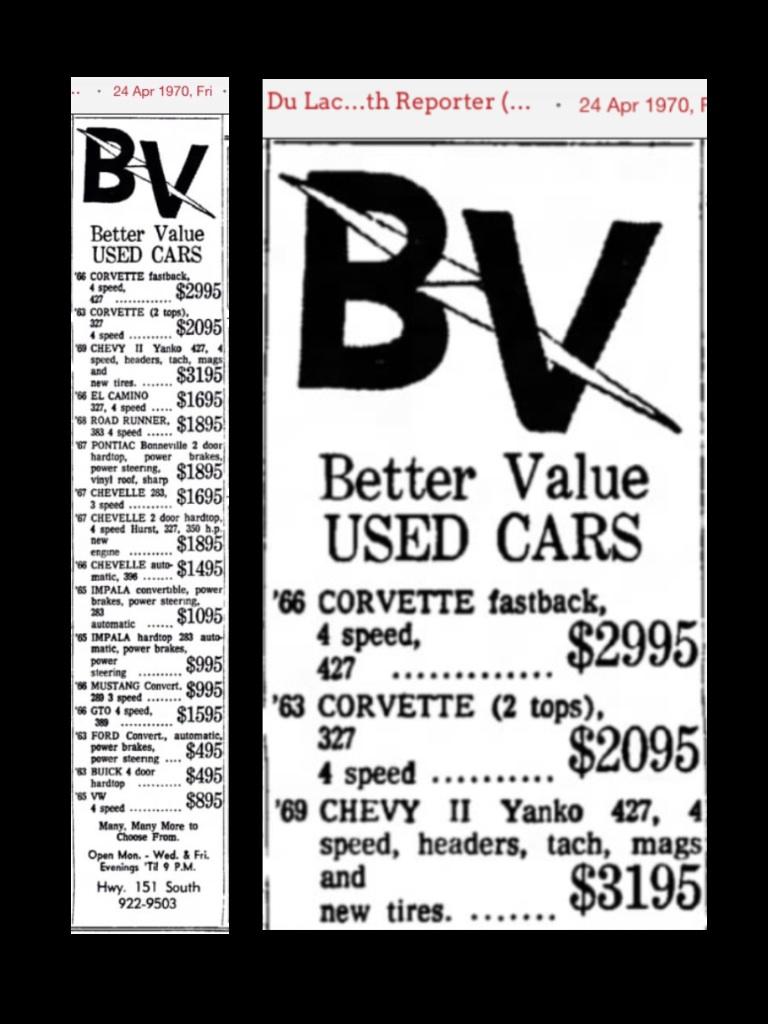 .. · 24 Apr 1970, Fri ·
BV
Better Value
USED CARS
'66 CORVETTE fastback,
4 speed,
427 ............. $2995
'63 CORVETTE (2 tops),
327
4 speed .......... $2095
'69 CHEVY II Yanko 427, 4
speed, headers, tach, mags
and
new tires. ....... $3195
'66 EL CAMINO
327, 4 speed ..... $1695
'68 ROAD RUNNER,
383 4 speed ...... $1895
'67 PONTIAC Bonneville 2 door
hardtop, power brakes,
power steering,
vinyl roof, sharp $1895
'67 CHEVELLE 283,
3 speed .......... $1695
'67 CHEVELLE 2 door hardtop,
4 speed Hurst, 327, 350 h.p.
new
engine .......... $1895
'66 CHEVELLE auto-
matic, 396 ....... $1495
'65 IMPALA convertible, power
brakes, power steering,
283
automatic ...... $1095
'65 IMPALA hardtop 283 auto-
matic, power brakes,
power
steering .......... $995
'66 MUSTANG Convert.
289 3 speed ........ $995
'66 GTO 4 speed,
389 ............ $1595
'63 FORD Convert., automatic,
power brakes,
power steering .... $495
'63 BUICK 4 door
hardtop .......... $495
'65 VW
4 speed ............ $895
Many, Many More to
Choose From.
Open Mon. - Wed. & Fri.
Evenings 'Til 9 P.M.
Hwy. 151 South
922-9503
Du Lac...th Reporter (... · 24 Apr 1970, F
BV
Better Value
USED CARS
'66 CORVETTE fastback,
4 speed,
427 .............. $2995
'63 CORVETTE (2 tops),
327
4 speed .......... $2095
'69 CHEVY II Yanko 427, 4
speed, headers, tach, mags
and
new tires. ....... $3195